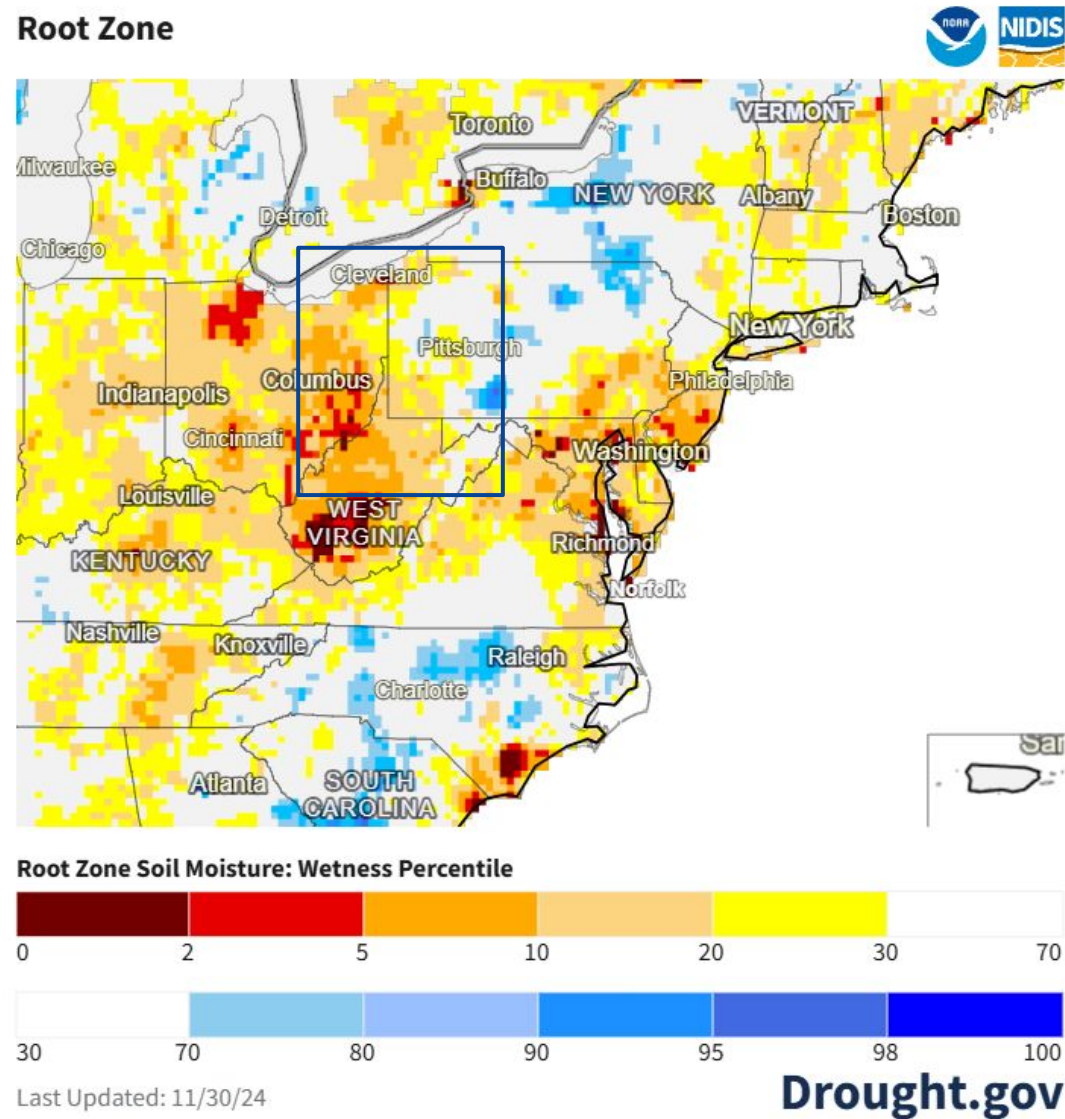 Root Zone
NOAA
NIDIS
Toronto
VERMONT
Milwaukee
Buffalo
NEW YORK
Albany
Detroit
Boston
Chicago
Cleveland
New York
Pittsburgh
Columbus
Philadelphia
Indianapolis
Cincinnati
Washington
Louisville
WEST
VIRGINIA
Richmond
KENTUCKY
Norfolk
Nashville
Knoxville
Raleigh
Charlotte
San
Atlanta
SOUTH
CAROLINA
Root Zone Soil Moisture: Wetness Percentile
0 2 5 10 20 30 70
30 70 80 90 95 98 100
Last Updated: 11/30/24
Drought.gov